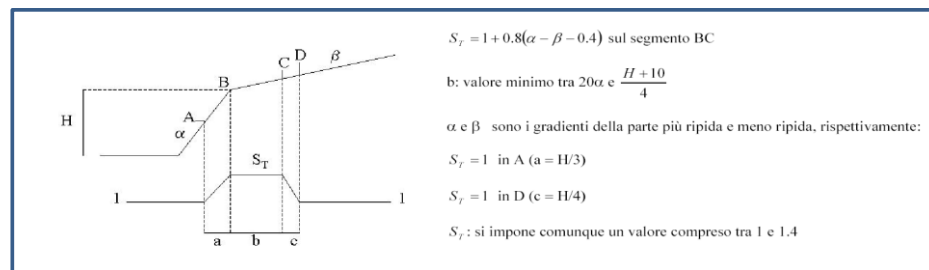 S_T = 1 + 0.8(α − β − 0.4) sul segmento BC
b: valore minimo tra 20α e (H + 10)/4
α e β sono i gradienti della parte più ripida e meno ripida, rispettivamente:
S_T = 1 in A (a = H/3)
S_T = 1 in D (c = H/4)
S_T : si impone comunque un valore compreso tra 1 e 1.4
C D β
B
H
A
α
S_T
1 1
a b c